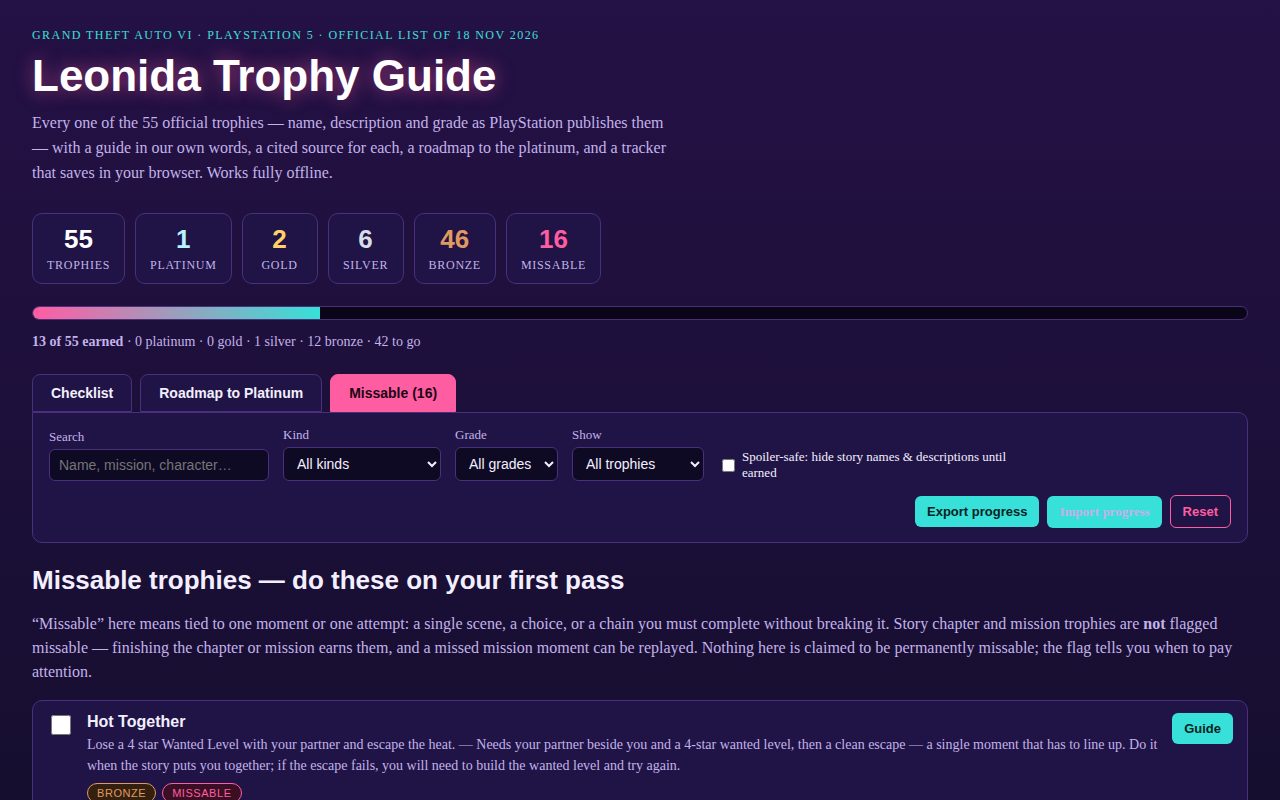 GRAND THEFT AUTO VI · PLAYSTATION 5 · OFFICIAL LIST OF 18 NOV 2026
Leonida Trophy Guide
Every one of the 55 official trophies — name, description and grade as PlayStation publishes them
— with a guide in our own words, a cited source for each, a roadmap to the platinum, and a tracker
that saves in your browser. Works fully offline.
55 1 2 6 46 16
TROPHIES PLATINUM GOLD SILVER BRONZE MISSABLE
13 of 55 earned · 0 platinum · 0 gold · 1 silver · 12 bronze · 42 to go
Checklist Roadmap to Platinum Missable (16)
Search Kind Grade Show
Name, mission, character… All kinds All grades All trophies
Spoiler-safe: hide story names & descriptions until
earned
Export progress Import progress Reset
Missable trophies — do these on your first pass
“Missable” here means tied to one moment or one attempt: a single scene, a choice, or a chain you must complete without breaking it. Story chapter and mission trophies are not flagged
missable — finishing the chapter or mission earns them, and a missed mission moment can be replayed. Nothing here is claimed to be permanently missable; the flag tells you when to pay
attention.
Hot Together
Guide
Lose a 4 star Wanted Level with your partner and escape the heat. — Needs your partner beside you and a 4-star wanted level, then a clean escape — a single moment that has to line up. Do it
when the story puts you together; if the escape fails, you will need to build the wanted level and try again.
BRONZE MISSABLE